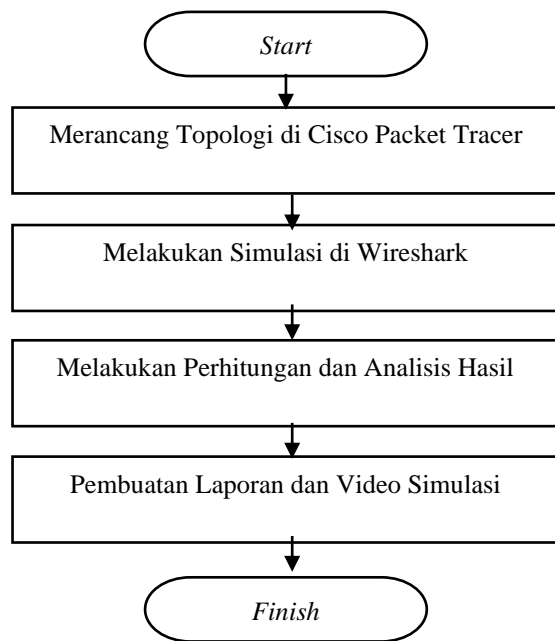 Start
Merancang Topologi di Cisco Packet Tracer
Melakukan Simulasi di Wireshark
Melakukan Perhitungan dan Analisis Hasil
Pembuatan Laporan dan Video Simulasi
Finish